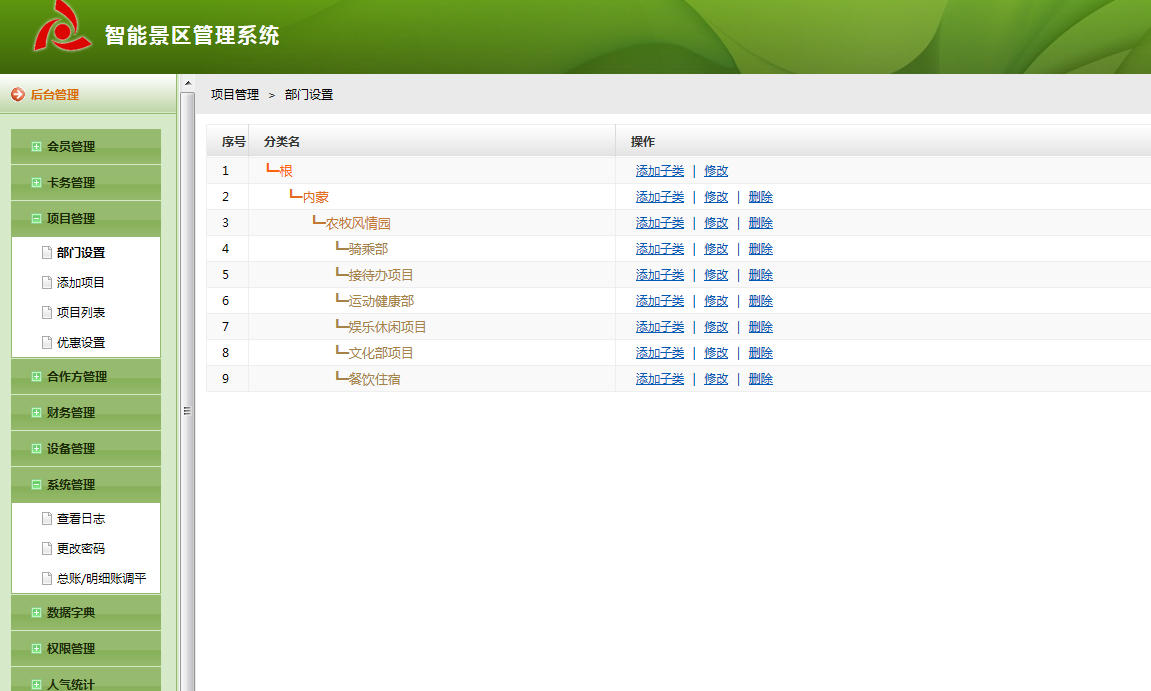 智能景区管理系统
后台管理
会员管理
卡务管理
项目管理
部门设置
添加项目
项目列表
优惠设置
合作方管理
财务管理
设备管理
系统管理
查看日志
更改密码
总账/明细账调平
数据字典
权限管理
人气统计
项目管理 > 部门设置
序号 分类名 操作
1 根 添加子类 | 修改
2 内蒙 添加子类 | 修改 | 删除
3 农牧风情园 添加子类 | 修改 | 删除
4 骑乘部 添加子类 | 修改 | 删除
5 接待办项目 添加子类 | 修改 | 删除
6 运动健康部 添加子类 | 修改 | 删除
7 娱乐休闲项目 添加子类 | 修改 | 删除
8 文化部项目 添加子类 | 修改 | 删除
9 餐饮住宿 添加子类 | 修改 | 删除